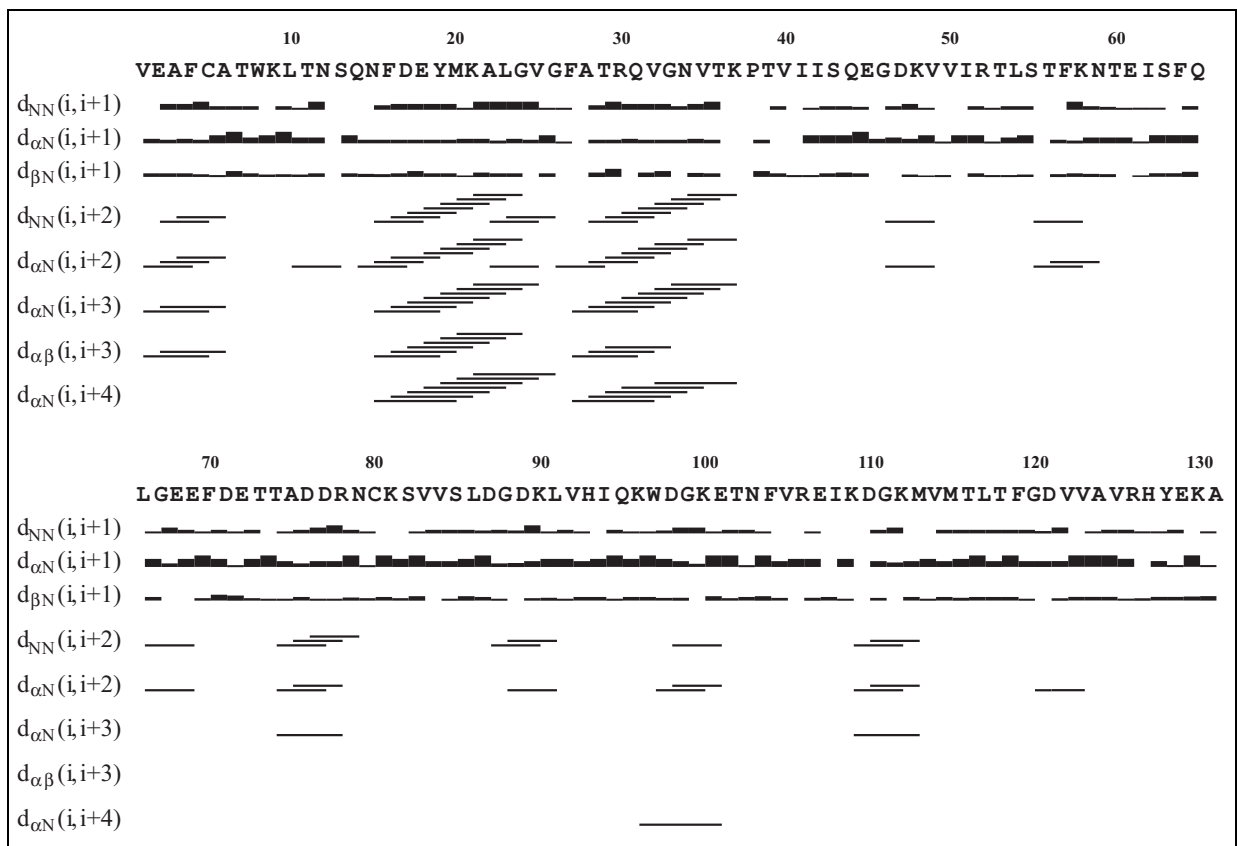 10 20 30 40 50 60
VEAFCATWKLTNSQNFDEYMKALGVGFATRQVGNVTKPTVIISQEGDKVVIRTLSTFKNTEISFQ
dNN(i,i+1)
dαN(i,i+1)
dβN(i,i+1)
dNN(i,i+2)
dαN(i,i+2)
dαN(i,i+3)
dαβ(i,i+3)
dαN(i,i+4)
70 80 90 100 110 120 130
LGEEFDETTADDRNCKSVVSLDGDKLVHIQKWDGKETNFVREIKDGKMVMTLTFGDVVAVRHYEKA
dNN(i,i+1)
dαN(i,i+1)
dβN(i,i+1)
dNN(i,i+2)
dαN(i,i+2)
dαN(i,i+3)
dαβ(i,i+3)
dαN(i,i+4)